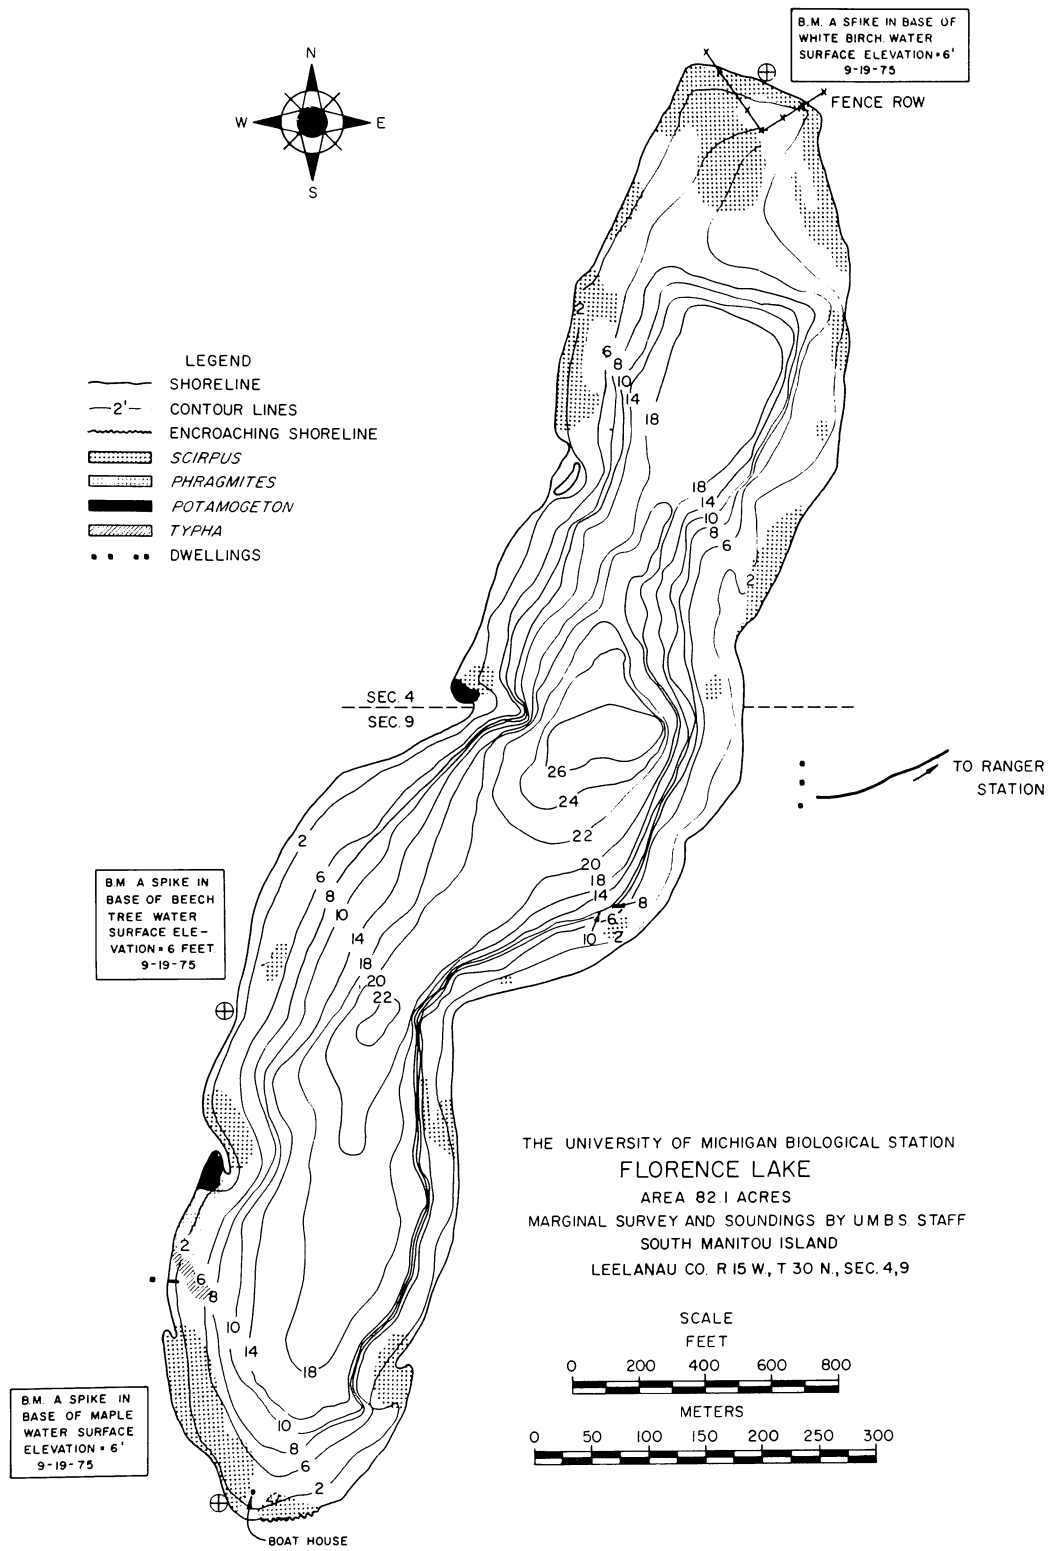 B.M. A SPIKE IN BASE OF
WHITE BIRCH. WATER
SURFACE ELEVATION = 6'
9-19-75
FENCE ROW
N
W
E
S
LEGEND
SHORELINE
2'
CONTOUR LINES
ENCROACHING SHORELINE
SCIRPUS
PHRAGMITES
POTAMOGETON
TYPHA
DWELLINGS
2
6
8
10
14
18
18
14
10
8
6
2
SEC. 4
SEC. 9
26
24
22
TO RANGER
STATION
2
6
8
10
14
18
20
22
20
18
14
8
6
10
2
B.M. A SPIKE IN
BASE OF BEECH
TREE WATER
SURFACE ELE-
VATION = 6 FEET.
9-19-75
THE UNIVERSITY OF MICHIGAN BIOLOGICAL STATION
FLORENCE LAKE
AREA 82.1 ACRES
MARGINAL SURVEY AND SOUNDINGS BY U.M.B.S. STAFF
SOUTH MANITOU ISLAND
LEELANAU CO. R 15 W., T 30 N., SEC. 4,9
2
6
8
10
14
18
10
8
6
2
SCALE
FEET
0 200 400 600 800
METERS
0 50 100 150 200 250 300
B.M. A SPIKE IN
BASE OF MAPLE
WATER SURFACE
ELEVATION = 6'
9-19-75
BOAT HOUSE